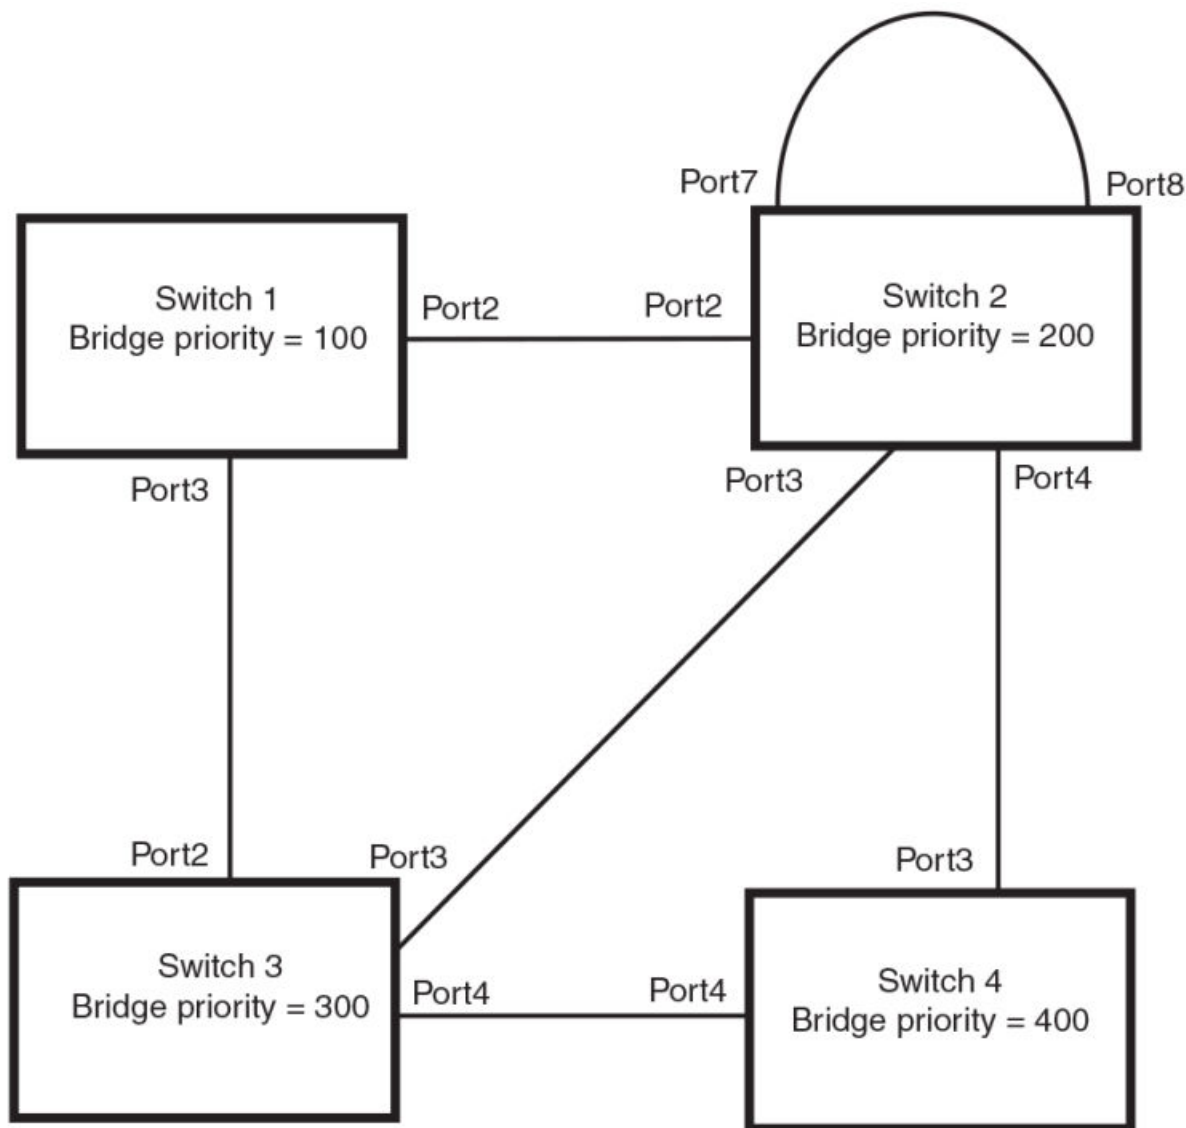 Port7
Port8
Switch 1
Bridge priority = 100
Port2
Port2
Switch 2
Bridge priority = 200
Port3
Port3
Port4
Port2
Port3
Port3
Switch 3
Bridge priority = 300
Port4
Port4
Switch 4
Bridge priority = 400